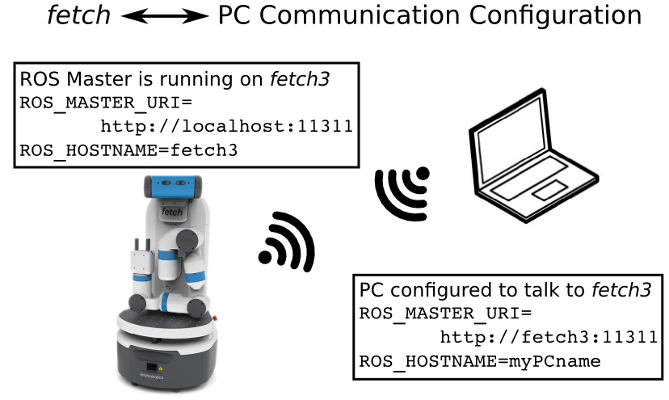 fetch PC Communication Configuration
ROS Master is running on fetch3
ROS_MASTER_URI=
http://localhost:11311
ROS_HOSTNAME=fetch3
fetch
PC configured to talk to fetch3
ROS_MASTER_URI=
http://fetch3:11311
ROS_HOSTNAME=myPCname